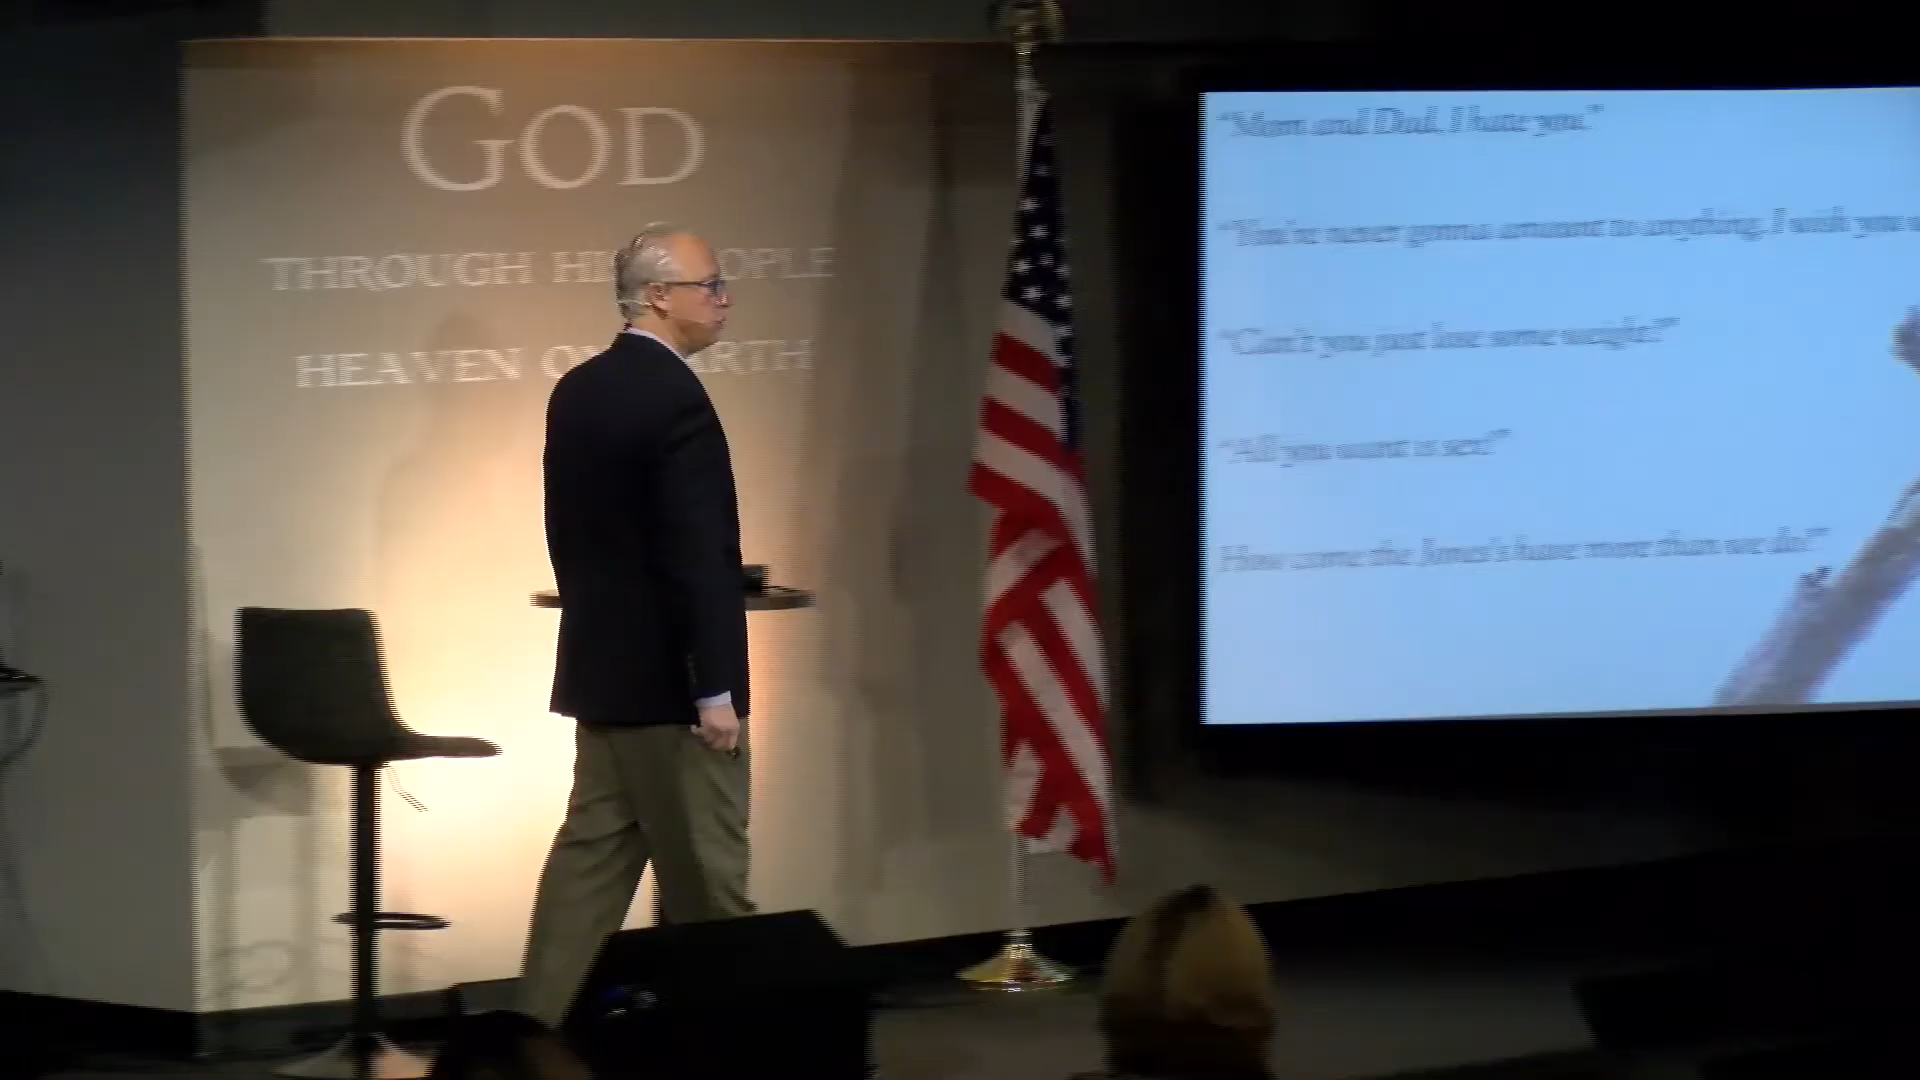 GOD
THROUGH HIS PEOPLE
HEAVEN ON EARTH
"Mom and Dad, I hate you."
"You're never gonna amount to anything. I wish you
"Can't you just lose some weight?"
"All you want is sex."
How come the Jones's have more than we do?"